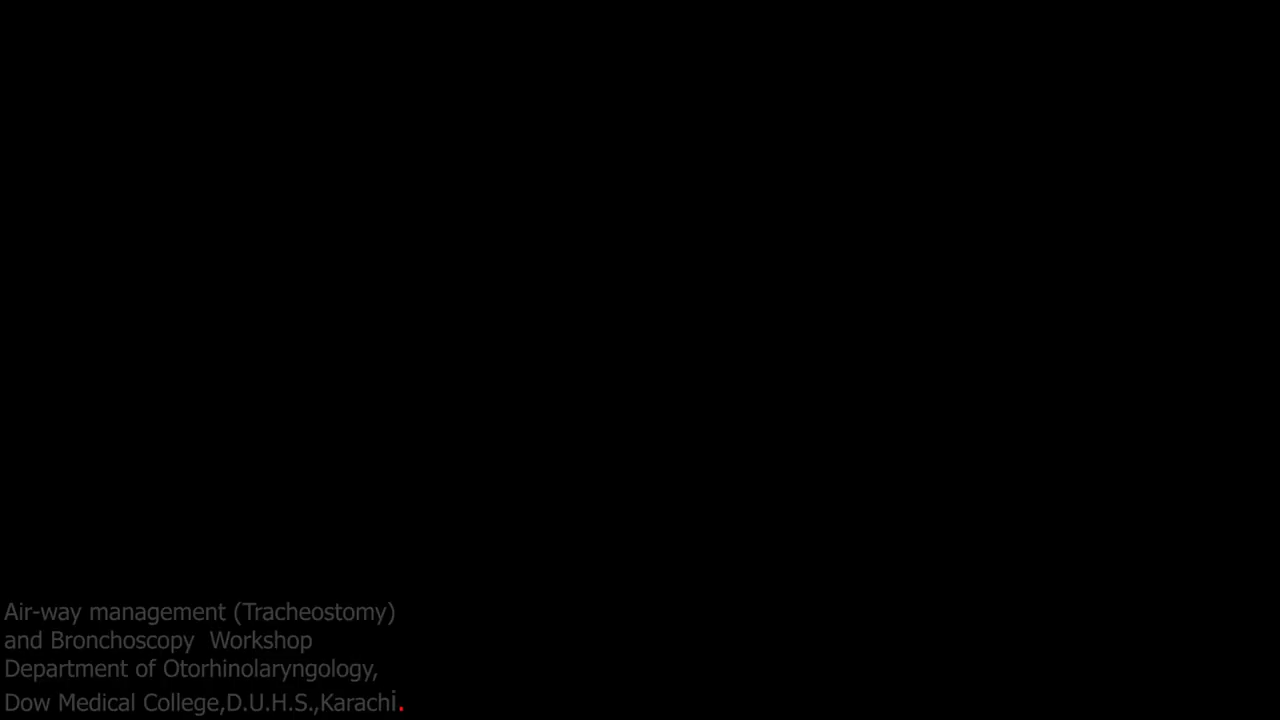 Air-way management (Tracheostomy)
and Bronchoscopy  Workshop
Department of Otorhinolaryngology,
Dow Medical College,D.U.H.S.,Karachi.